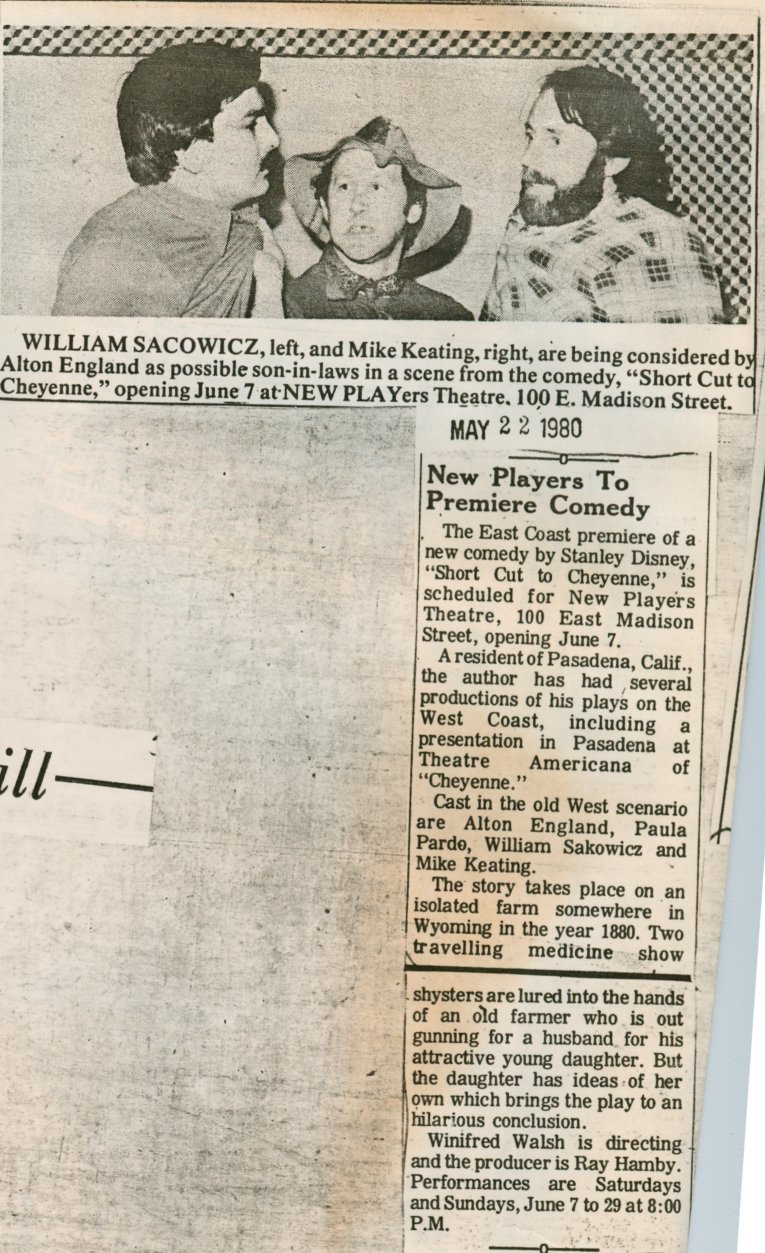 WILLIAM SACOWICZ, left, and Mike Keating, right, are being considered by
Alton England as possible son-in-laws in a scene from the comedy, “Short Cut to
Cheyenne,” opening June 7 at NEW PLAYers Theatre. 100 E. Madison Street.
MAY 22 1980
New Players To
Premiere Comedy
The East Coast premiere of a
new comedy by Stanley Disney,
“Short Cut to Cheyenne,” is
scheduled for New Players
Theatre, 100 East Madison
Street, opening June 7.
A resident of Pasadena, Calif.,
the author has had several
productions of his plays on the
West Coast, including a
presentation in Pasadena at
Theatre Americana of
“Cheyenne.”
Cast in the old West scenario
are Alton England, Paula
Pardo, William Sakowicz and
Mike Keating.
The story takes place on an
isolated farm somewhere in
Wyoming in the year 1880. Two
travelling medicine show
shysters are lured into the hands
of an old farmer who is out
gunning for a husband for his
attractive young daughter. But
the daughter has ideas of her
own which brings the play to an
hilarious conclusion.
Winifred Walsh is directing
and the producer is Ray Hamby.
Performances are Saturdays
and Sundays, June 7 to 29 at 8:00
P.M.
ill—